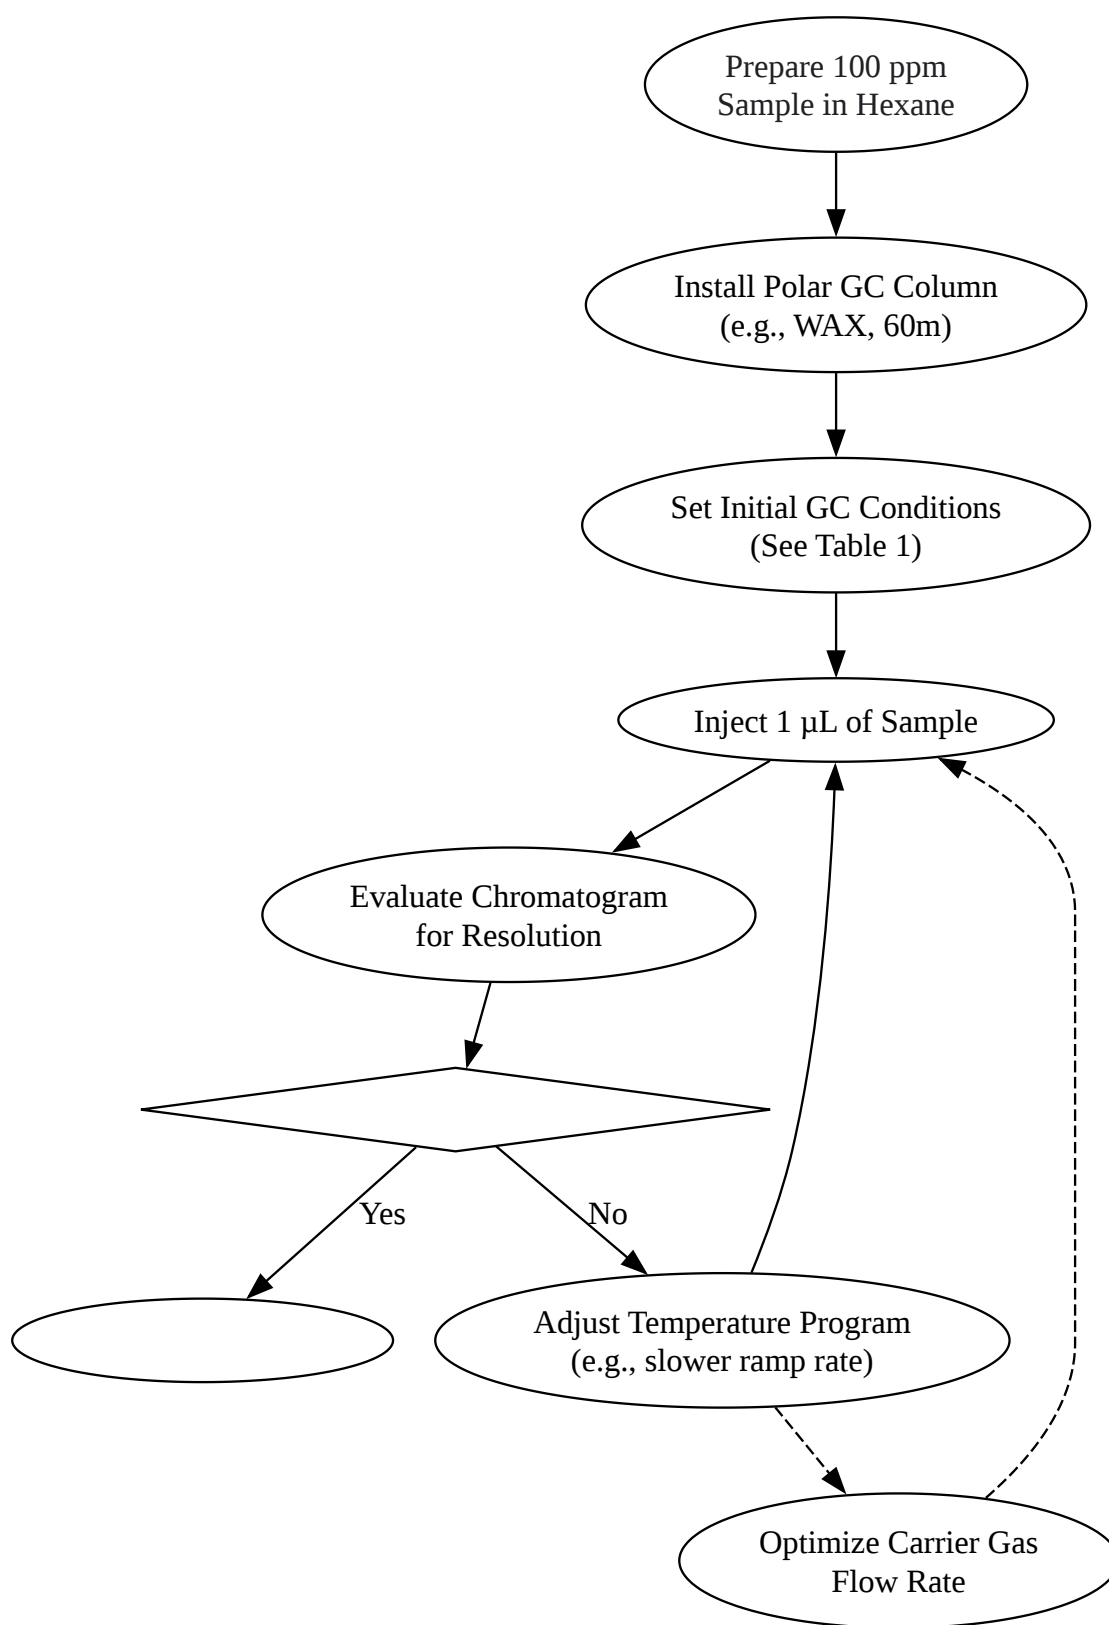 Prepare 100 ppm
Sample in Hexane
Install Polar GC Column
(e.g., WAX, 60m)
Set Initial GC Conditions
(See Table 1)
Inject 1 µL of Sample
Evaluate Chromatogram
for Resolution
Yes
No
Adjust Temperature Program
(e.g., slower ramp rate)
Optimize Carrier Gas
Flow Rate